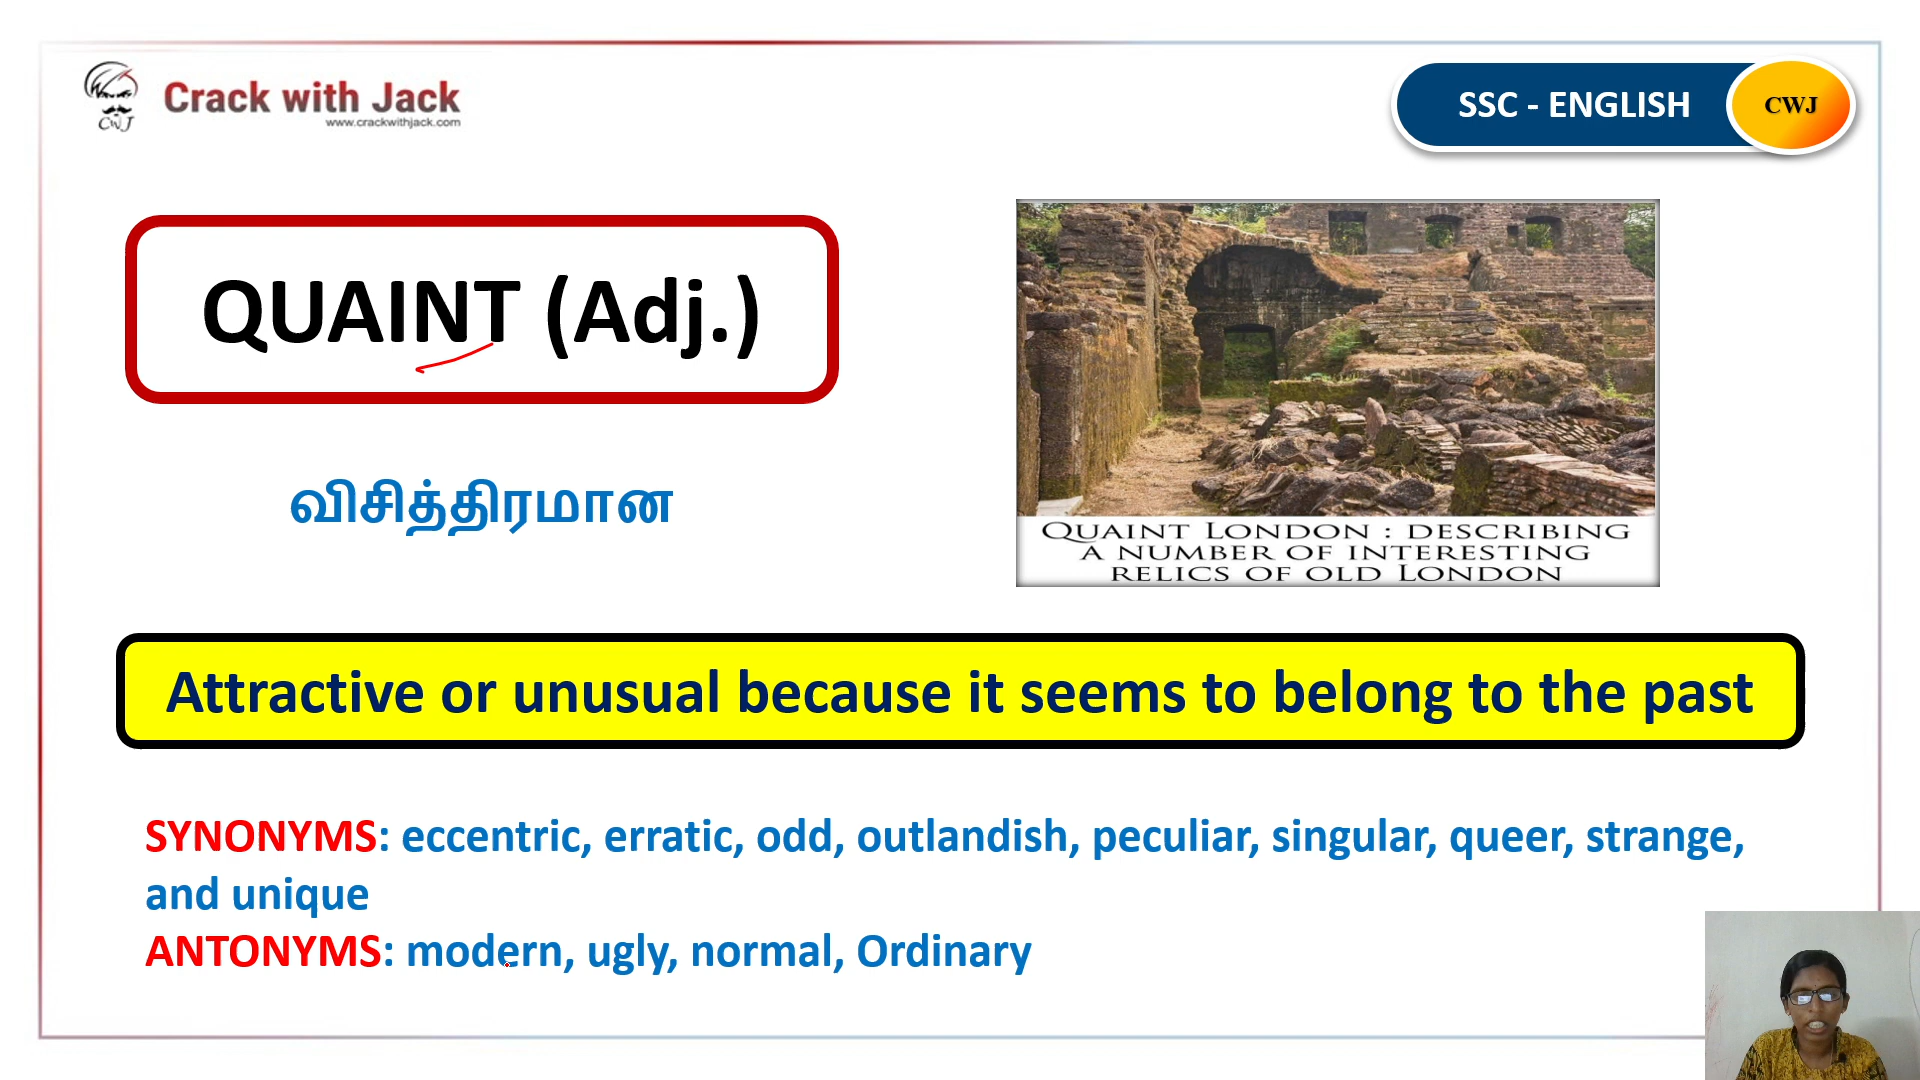 Crack with Jack
www.crackwithjack.com
CWJ
SSC - ENGLISH
CWJ
QUAINT (Adj.)
விசித்திரமான
QUAINT LONDON : DESCRIBING
A NUMBER OF INTERESTING
RELICS OF OLD LONDON
Attractive or unusual because it seems to belong to the past
SYNONYMS: eccentric, erratic, odd, outlandish, peculiar, singular, queer, strange,
and unique
ANTONYMS: modern, ugly, normal, Ordinary